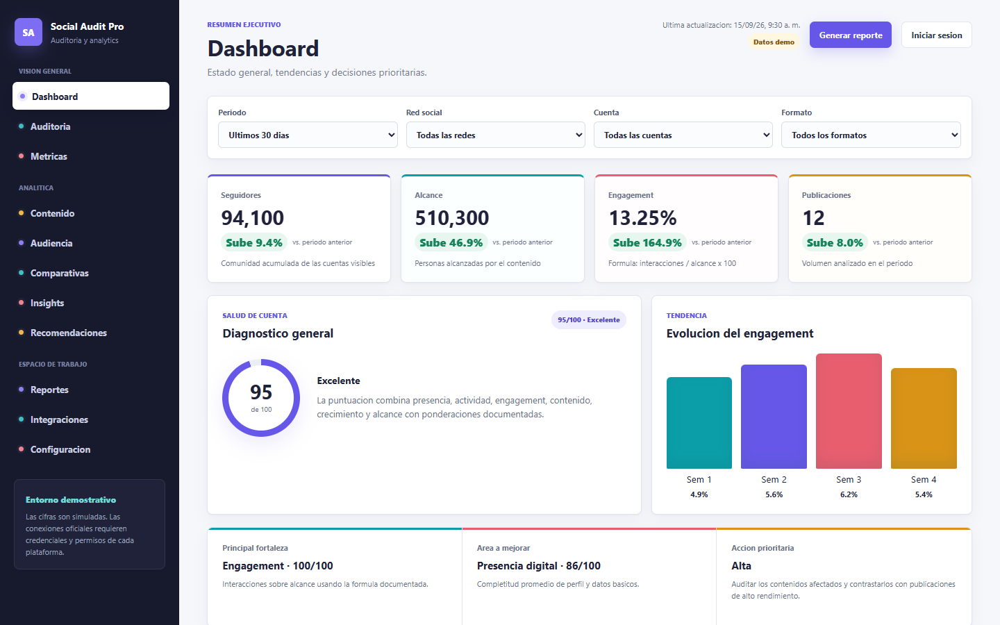 SA
Social Audit Pro
Auditoria y analytics
VISION GENERAL
Dashboard
Auditoria
Metricas
ANALITICA
Contenido
Audiencia
Comparativas
Insights
Recomendaciones
ESPACIO DE TRABAJO
Reportes
Integraciones
Configuracion
Entorno demostrativo
Las cifras son simuladas. Las
conexiones oficiales requieren
credenciales y permisos de cada
plataforma.
RESUMEN EJECUTIVO
Dashboard
Estado general, tendencias y decisiones prioritarias.
Ultima actualizacion: 15/09/26, 9:30 a. m.
Datos demo
Generar reporte
Iniciar sesion
Periodo
Red social
Cuenta
Formato
Ultimos 30 dias
Todas las redes
Todas las cuentas
Todos los formatos
Seguidores
94,100
Sube 9.4% vs. periodo anterior
Comunidad acumulada de las cuentas visibles
Alcance
510,300
Sube 46.9% vs. periodo anterior
Personas alcanzadas por el contenido
Engagement
13.25%
Sube 164.9% vs. periodo anterior
Formula: interacciones / alcance x 100
Publicaciones
12
Sube 8.0% vs. periodo anterior
Volumen analizado en el periodo
SALUD DE CUENTA
Diagnostico general
95/100 · Excelente
95
de 100
Excelente
La puntuacion combina presencia, actividad, engagement, contenido,
crecimiento y alcance con ponderaciones documentadas.
TENDENCIA
Evolucion del engagement
Sem 1
4.9%
Sem 2
5.6%
Sem 3
6.2%
Sem 4
5.4%
Principal fortaleza
Engagement · 100/100
Interacciones sobre alcance usando la formula documentada.
Area a mejorar
Presencia digital · 86/100
Completitud promedio de perfil y datos basicos.
Accion prioritaria
Alta
Auditar los contenidos afectados y contrastarlos con publicaciones
de alto rendimiento.